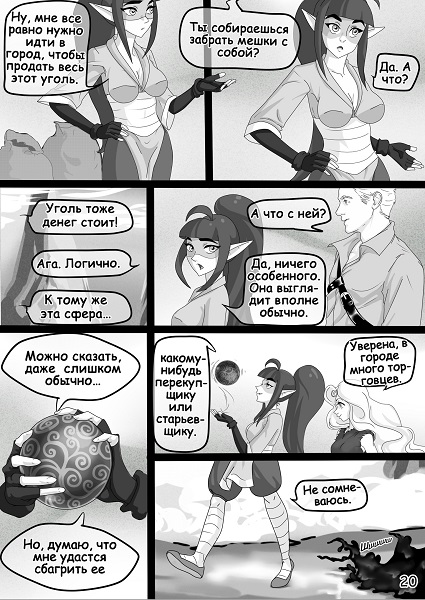 Ну, мне все
равно нужно
идти в
город, чтобы
продать весь
этот уголь.
Ты собираешься
забрать мешки с
собой?
Да. А
что?
Уголь тоже
денег стоит!
Ага. Логично.
К тому же
эта сфера...
А что с ней?
Да, ничего
особенного.
Она выгля-
дит вполне
обычно.
Можно сказать,
даже слишком
обычно...
Но, думаю, что
мне удастся
сбагрить ее
какому-
нибудь
перекуп-
щику
или
старьев-
щику.
Уверена, в
городе
много тор-
говцев.
Не сомне-
ваюсь.
Шшшшш
20